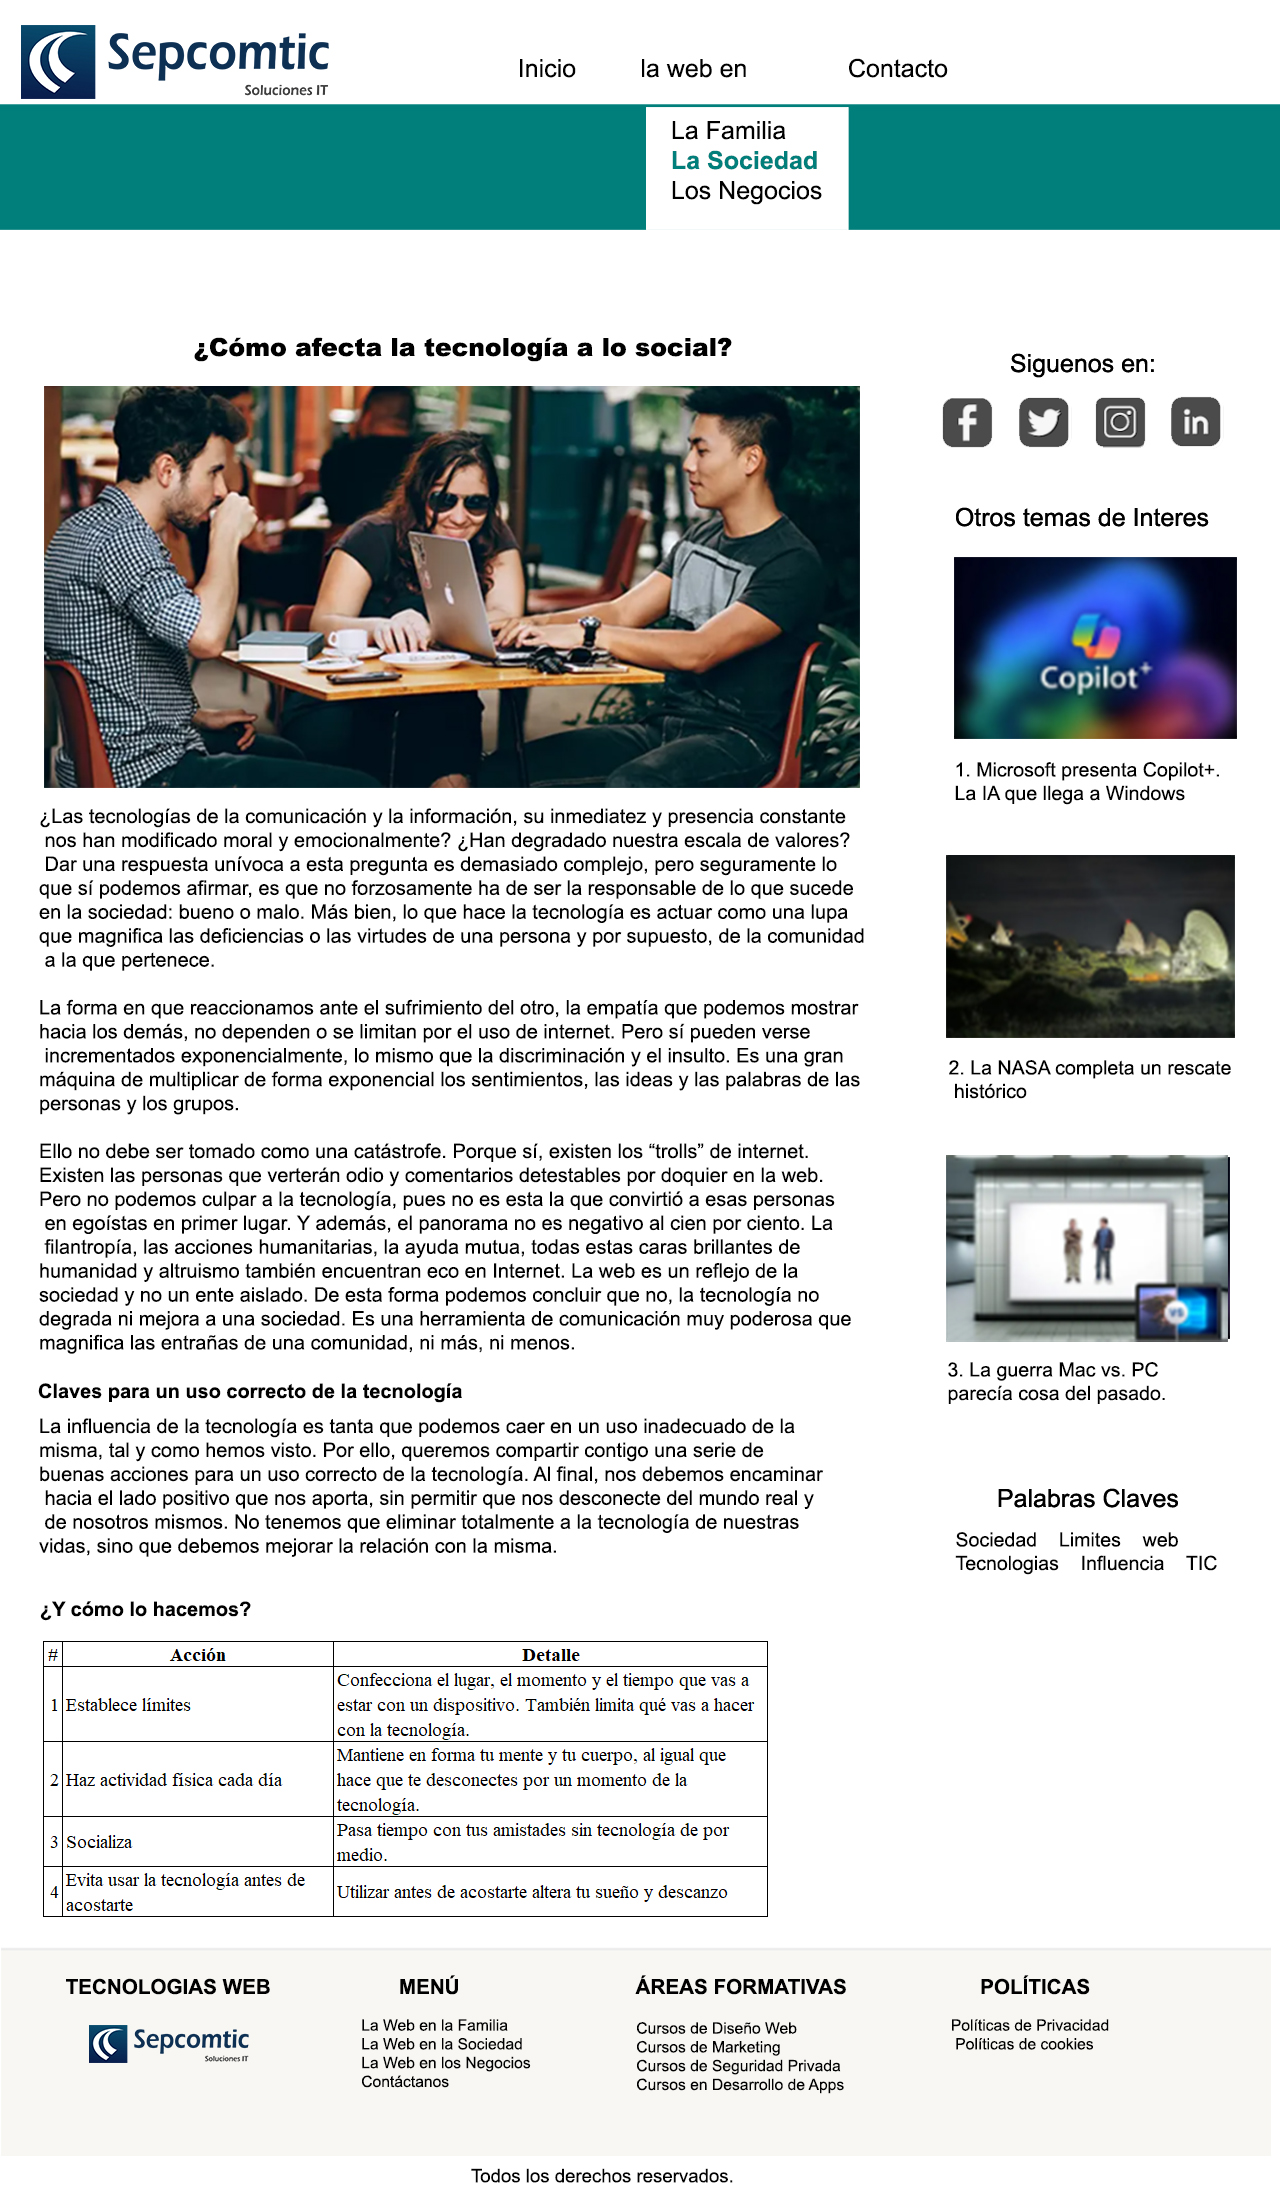 Sepcomtic
Soluciones IT
Inicio la web en Contacto
La Familia
La Sociedad
Los Negocios
¿Cómo afecta la tecnología a lo social?
¿Las tecnologías de la comunicación y la información, su inmediatez y presencia constante
nos han modificado moral y emocionalmente? ¿Han degradado nuestra escala de valores?
Dar una respuesta unívoca a esta pregunta es demasiado complejo, pero seguramente lo
que sí podemos afirmar, es que no forzosamente ha de ser la responsable de lo que sucede
en la sociedad: bueno o malo. Más bien, lo que hace la tecnología es actuar como una lupa
que magnifica las deficiencias o las virtudes de una persona y por supuesto, de la comunidad
a la que pertenece.
La forma en que reaccionamos ante el sufrimiento del otro, la empatía que podemos mostrar
hacia los demás, no dependen o se limitan por el uso de internet. Pero sí pueden verse
incrementados exponencialmente, lo mismo que la discriminación y el insulto. Es una gran
máquina de multiplicar de forma exponencial los sentimientos, las ideas y las palabras de las
personas y los grupos.
Ello no debe ser tomado como una catástrofe. Porque sí, existen los “trolls” de internet.
Existen las personas que verterán odio y comentarios detestables por doquier en la web.
Pero no podemos culpar a la tecnología, pues no es esta la que convirtió a esas personas
en egoístas en primer lugar. Y además, el panorama no es negativo al cien por ciento. La
filantropía, las acciones humanitarias, la ayuda mutua, todas estas caras brillantes de
humanidad y altruismo también encuentran eco en Internet. La web es un reflejo de la
sociedad y no un ente aislado. De esta forma podemos concluir que no, la tecnología no
degrada ni mejora a una sociedad. Es una herramienta de comunicación muy poderosa que
magnifica las entrañas de una comunidad, ni más, ni menos.
Claves para un uso correcto de la tecnología
La influencia de la tecnología es tanta que podemos caer en un uso inadecuado de la
misma, tal y como hemos visto. Por ello, queremos compartir contigo una serie de
buenas acciones para un uso correcto de la tecnología. Al final, nos debemos encaminar
hacia el lado positivo que nos aporta, sin permitir que nos desconecte del mundo real y
de nosotros mismos. No tenemos que eliminar totalmente a la tecnología de nuestras
vidas, sino que debemos mejorar la relación con la misma.
¿Y cómo lo hacemos?
# Acción Detalle
1 Establece límites Confecciona el lugar, el momento y el tiempo que vas a
estar con un dispositivo. También limita qué vas a hacer
con la tecnología.
2 Haz actividad física cada día Mantiene en forma tu mente y tu cuerpo, al igual que
hace que te desconectes por un momento de la
tecnología.
3 Socializa Pasa tiempo con tus amistades sin tecnología de por
medio.
4 Evita usar la tecnología antes de
acostarte Utilizar antes de acostarte altera tu sueño y descanzo
Siguenos en:
f
in
Otros temas de Interes
Copilot+
1. Microsoft presenta Copilot+.
La IA que llega a Windows
2. La NASA completa un rescate
histórico
VS
3. La guerra Mac vs. PC
parecía cosa del pasado.
Palabras Claves
Sociedad Limites web
Tecnologias Influencia TIC
TECNOLOGIAS WEB
Sepcomtic
Soluciones IT
MENÚ
La Web en la Familia
La Web en la Sociedad
La Web en los Negocios
Contáctanos
ÁREAS FORMATIVAS
Cursos de Diseño Web
Cursos de Marketing
Cursos de Seguridad Privada
Cursos en Desarrollo de Apps
POLÍTICAS
Políticas de Privacidad
Políticas de cookies
Todos los derechos reservados.